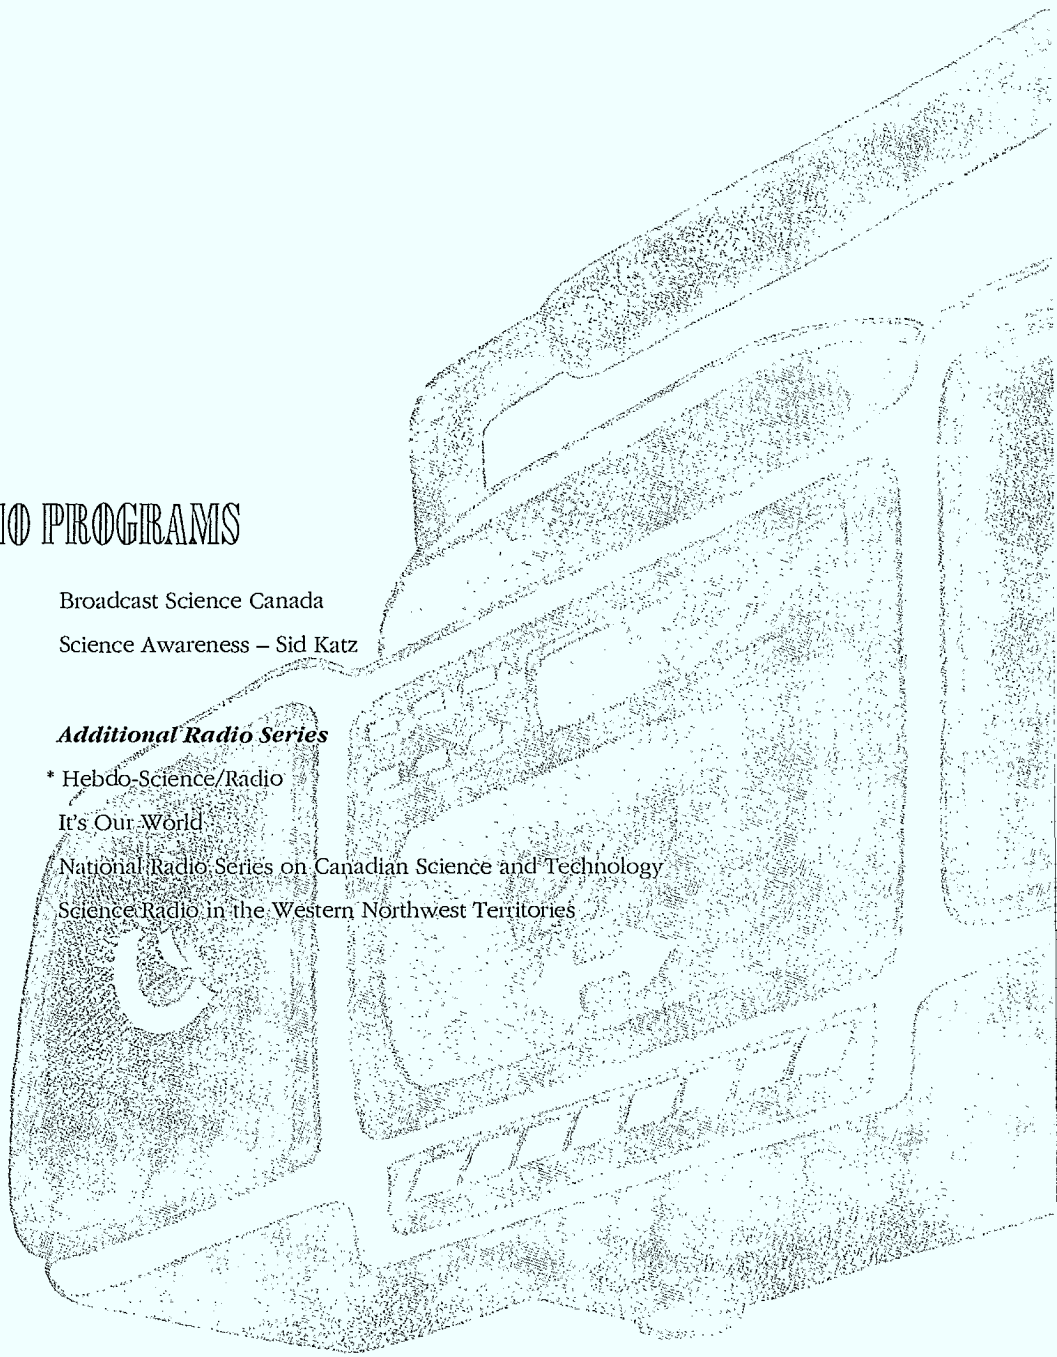 IO PROGRAMS
Broadcast Science Canada
Science Awareness – Sid Katz
Additional Radio Series
* Hebdo-Science/Radio
It's Our World
National Radio Series on Canadian Science and Technology
Science Radio in the Western Northwest Territories